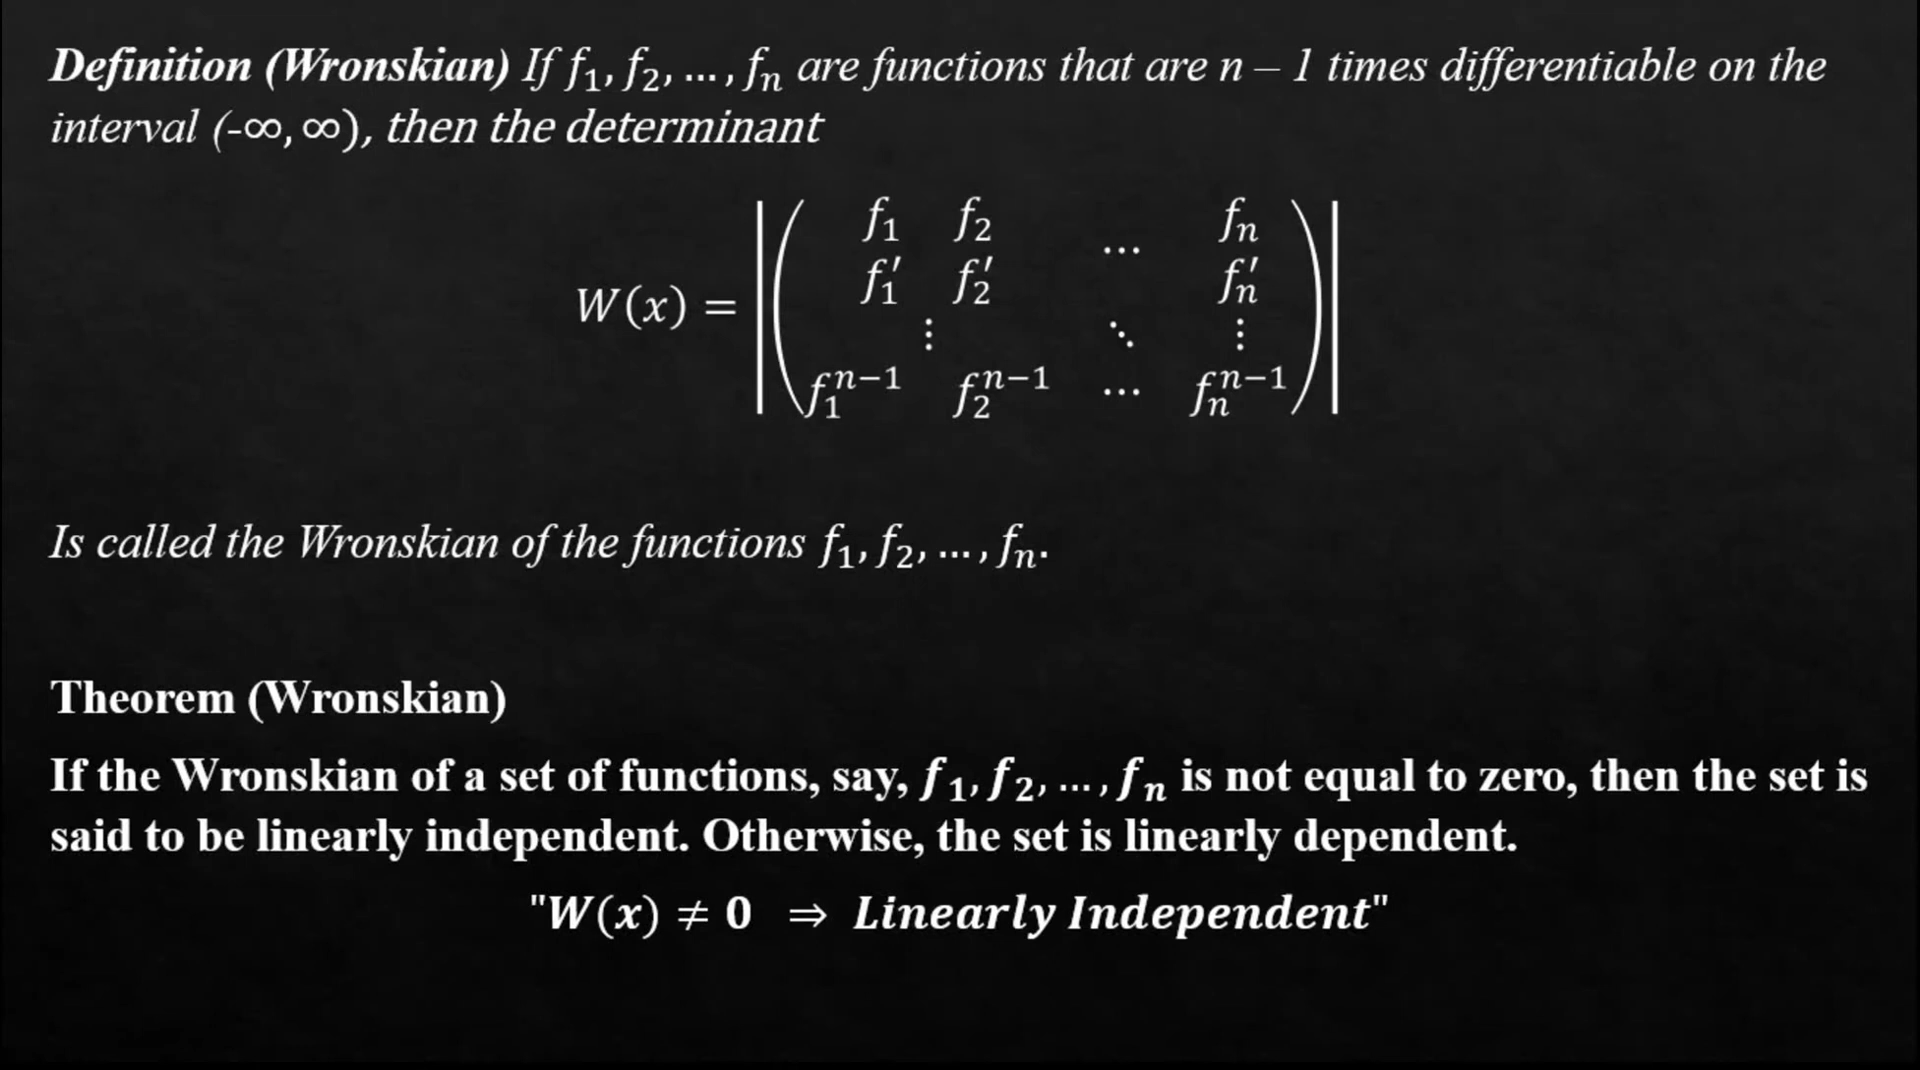 Definition (Wronskian) If f₁, f₂, … , fₙ are functions that are n – 1 times differentiable on the
interval (-∞, ∞), then the determinant
f₁ f₂ … fₙ
f₁′ f₂′ fₙ′
W(x) = |( )|
⋮ ⋱ ⋮
f₁ⁿ⁻¹ f₂ⁿ⁻¹ … fₙⁿ⁻¹
Is called the Wronskian of the functions f₁, f₂, … , fₙ.
Theorem (Wronskian)
If the Wronskian of a set of functions, say, f₁, f₂, … , fₙ is not equal to zero, then the set is
said to be linearly independent. Otherwise, the set is linearly dependent.
"W(x) ≠ 0 ⇒ Linearly Independent"